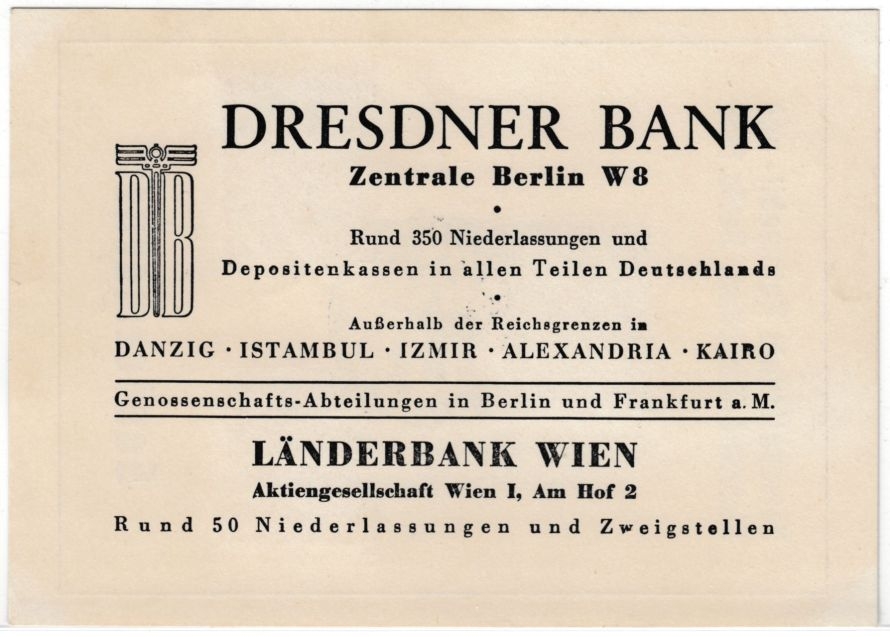 DRESDNER BANK
Zentrale Berlin W8
•
Rund 350 Niederlassungen und
Depositenkassen in allen Teilen Deutschlands
•
Außerhalb der Reichsgrenzen in
DANZIG · ISTAMBUL · IZMIR · ALEXANDRIA · KAIRO
Genossenschafts-Abteilungen in Berlin und Frankfurt a. M.
LÄNDERBANK WIEN
Aktiengesellschaft Wien I, Am Hof 2
Rund 50 Niederlassungen und Zweigstellen
DB